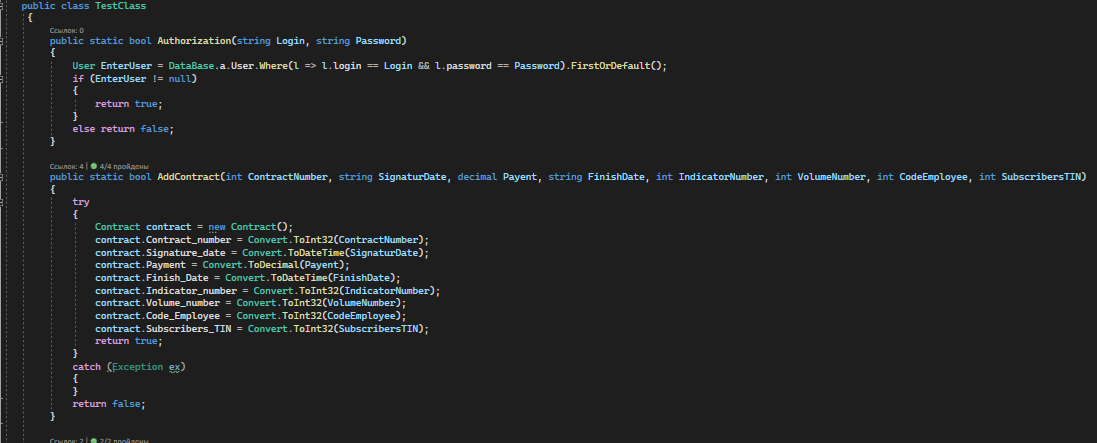 public class TestClass
{
Ссылок: 0
public static bool Authorization(string Login, string Password)
{
User EnterUser = DataBase.a.User.Where(l => l.login == Login && l.password == Password).FirstOrDefault();
if (EnterUser != null)
{
return true;
}
else return false;
}
Ссылок: 4 | 4/4 пройдены
public static bool AddContract(int ContractNumber, string SignaturDate, decimal Payent, string FinishDate, int IndicatorNumber, int VolumeNumber, int CodeEmployee, int SubscribersTIN)
{
try
{
Contract contract = new Contract();
contract.Contract_number = Convert.ToInt32(ContractNumber);
contract.Signature_date = Convert.ToDateTime(SignaturDate);
contract.Payment = Convert.ToDecimal(Payent);
contract.Finish_Date = Convert.ToDateTime(FinishDate);
contract.Indicator_number = Convert.ToInt32(IndicatorNumber);
contract.Volume_number = Convert.ToInt32(VolumeNumber);
contract.Code_Employee = Convert.ToInt32(CodeEmployee);
contract.Subscribers_TIN = Convert.ToInt32(SubscribersTIN);
return true;
}
catch (Exception ex)
{
}
return false;
}
Ссылок: 2 | 2/2 пройдены